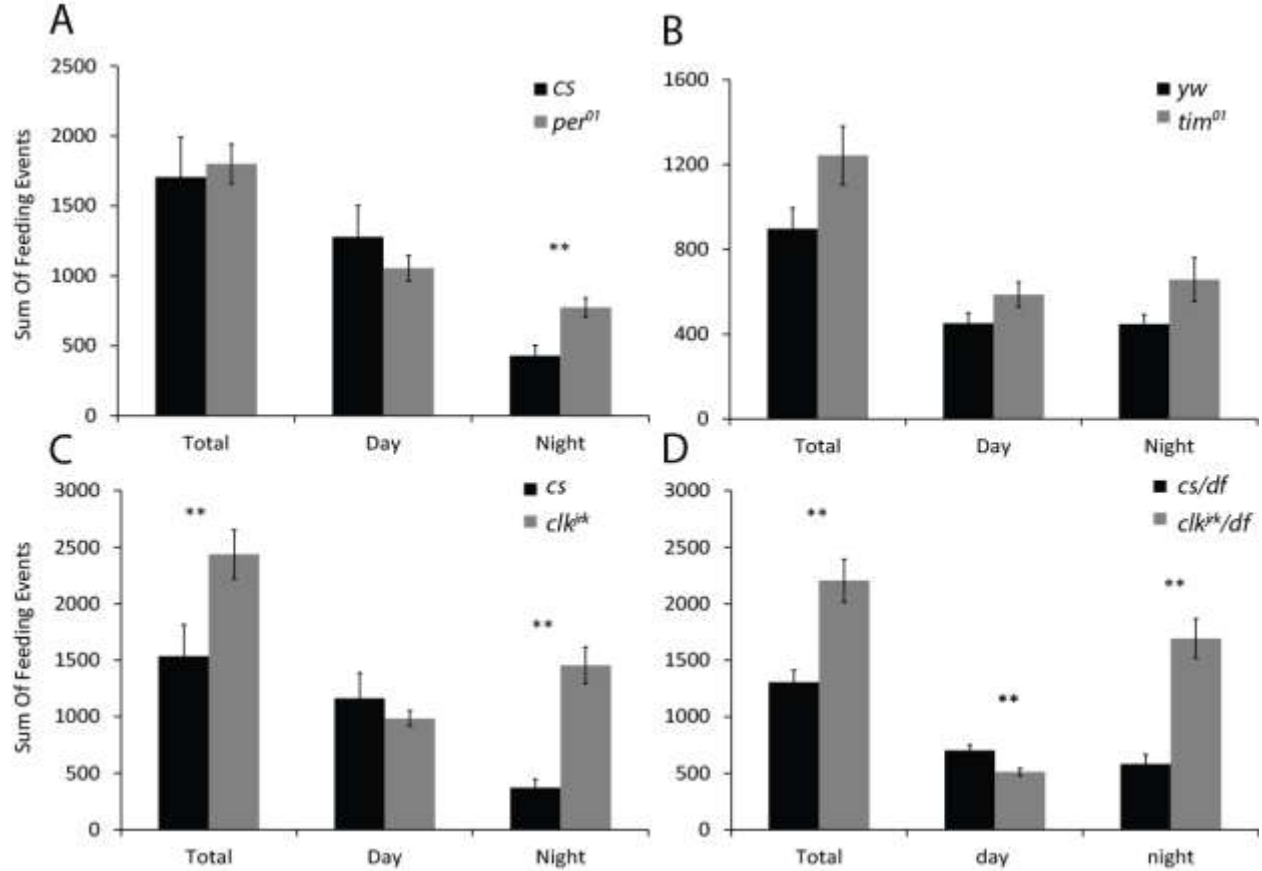 A
Sum Of Feeding Events
2500
2000
1500
1000
500
0
CS
per01
**
Total Day Night
B
1600
1200
800
400
0
yw
tim01
Total Day Night
C
Sum Of Feeding Events
3000
2500
2000
1500
1000
500
0
cs
clkjrk
**
**
Total Day Night
D
3000
2500
2000
1500
1000
500
0
cs/df
clkjrk/df
**
**
**
Total day night